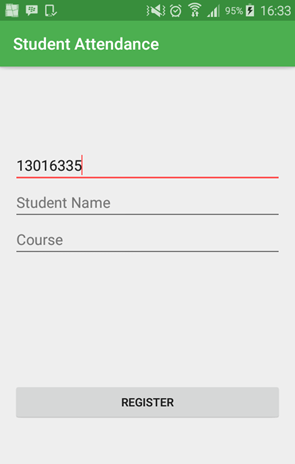 95% 16:33
Student Attendance
13016335
Student Name
Course
REGISTER